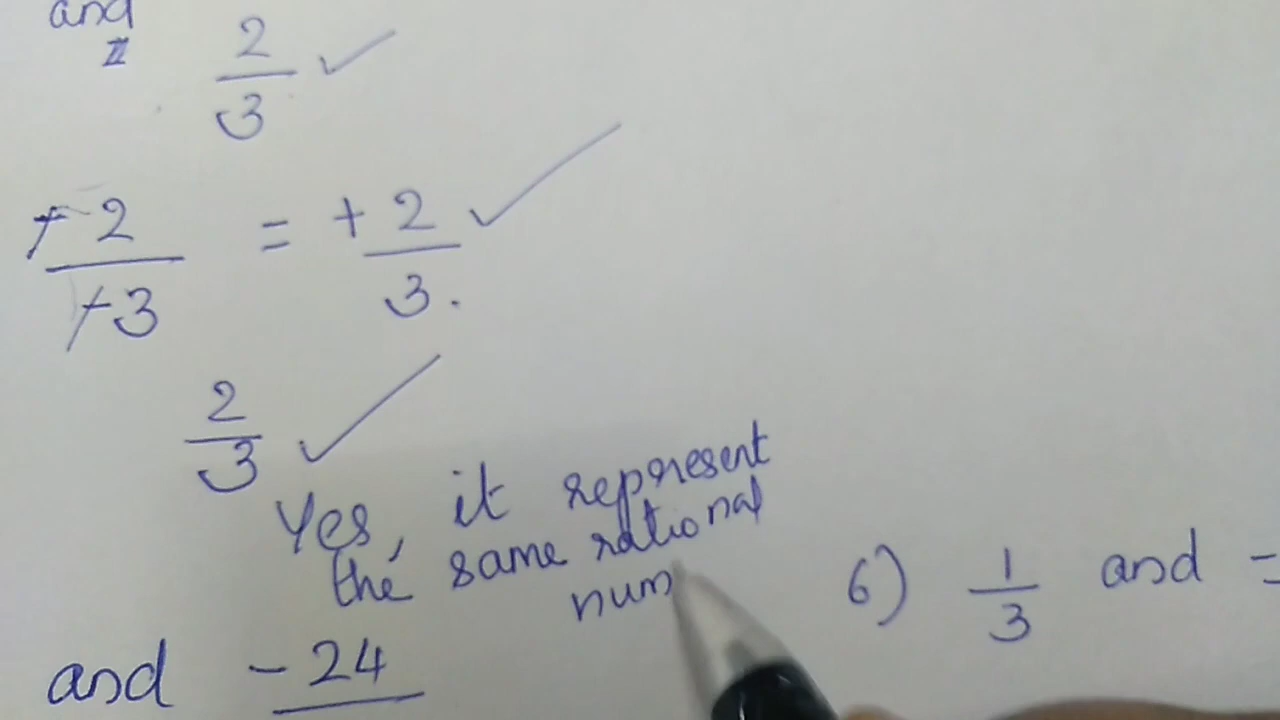 and 2/3
-2/-3 = +2/3.
2/3
Yes, it represent
the same rational
num
6) 1/3 and =
and -24